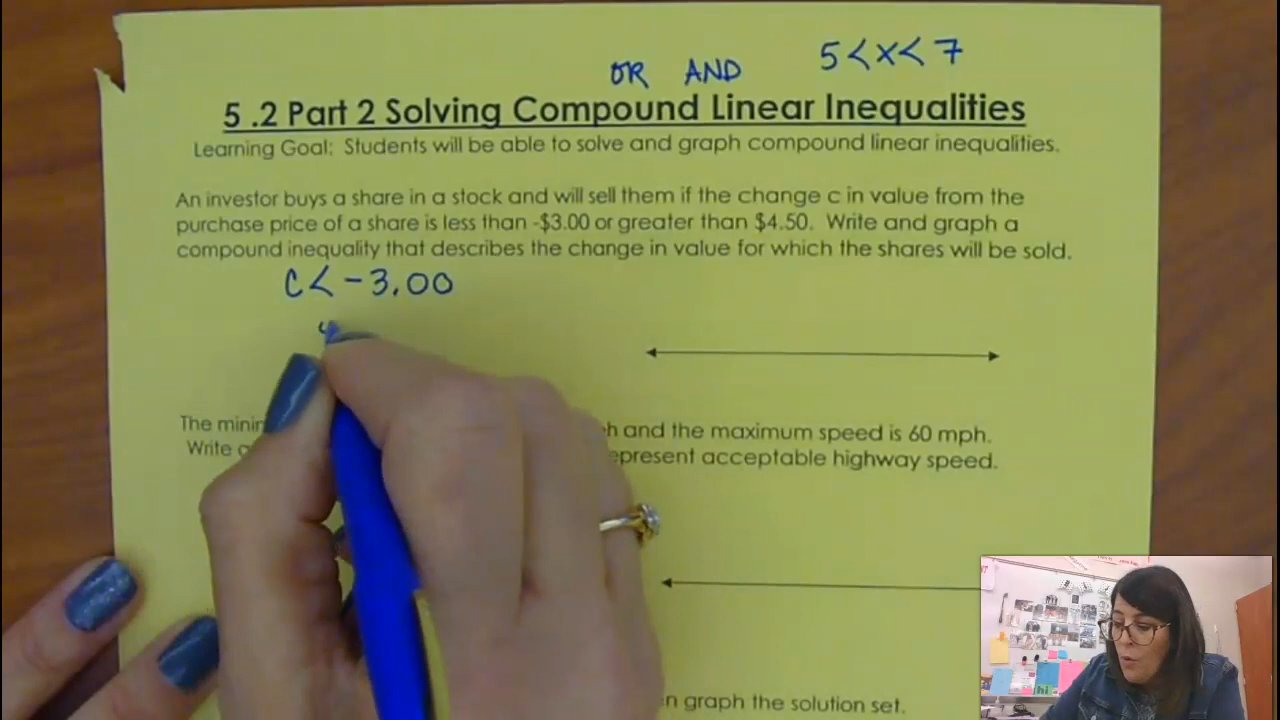 OR AND 5<x<7
5 .2 Part 2 Solving Compound Linear Inequalities
Learning Goal: Students will be able to solve and graph compound linear inequalities.
An investor buys a share in a stock and will sell them if the change c in value from the
purchase price of a share is less than -$3.00 or greater than $4.50. Write and graph a
compound inequality that describes the change in value for which the shares will be sold.
c< -3.00
The and the maximum speed is 60 mph.
Write acceptable highway speed.
graph the solution set.
hi